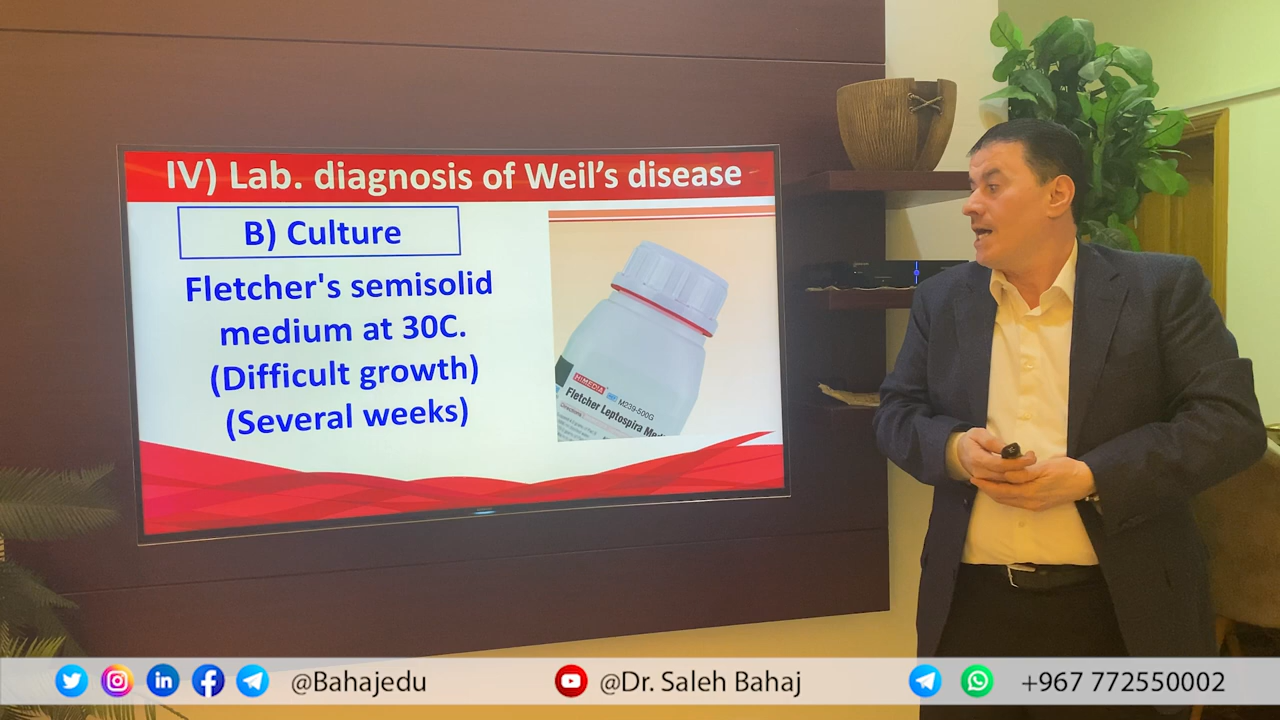 IV) Lab. diagnosis of Weil's disease
B) Culture
Fletcher's semisolid
medium at 30C.
(Difficult growth)
(Several weeks)
HIMEDIA
M239-500G
Fletcher Leptospira Med
@Bahajedu
@Dr. Saleh Bahaj
+967 772550002